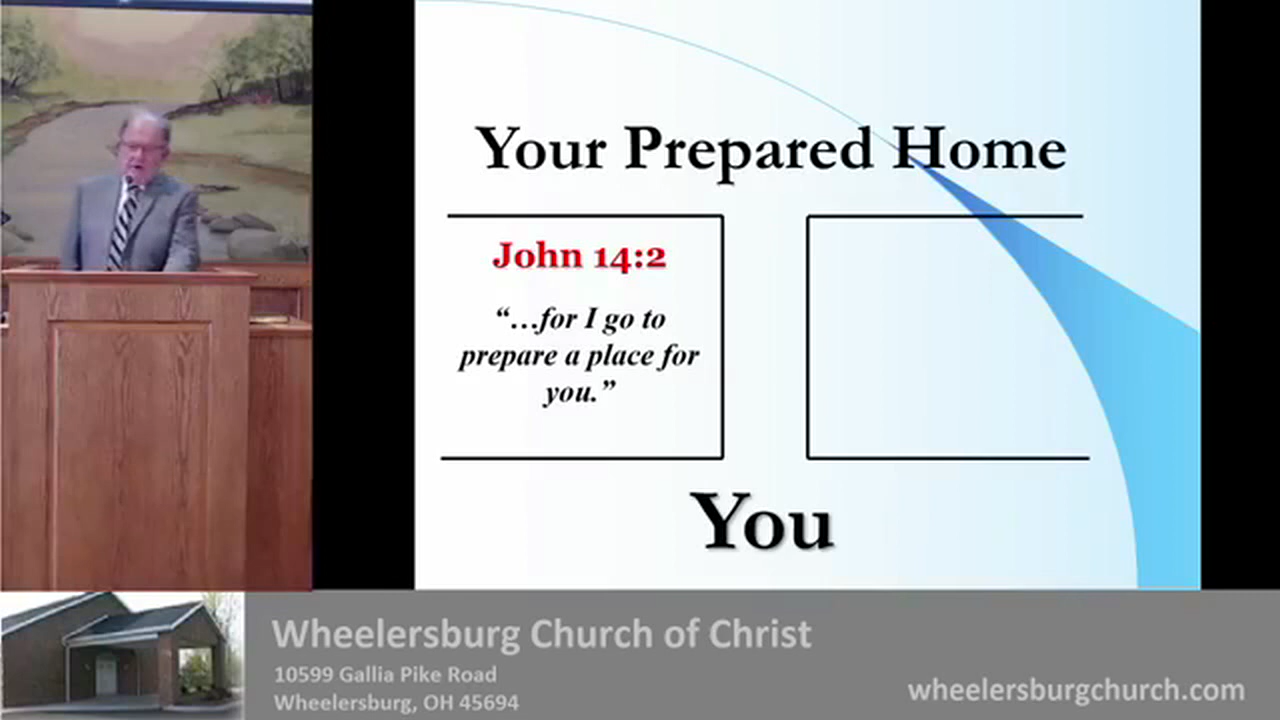 Your Prepared Home
John 14:2
“...for I go to
prepare a place for
you.”
You
Wheelersburg Church of Christ
10599 Gallia Pike Road
Wheelersburg, OH 45694
wheelersburgchurch.com